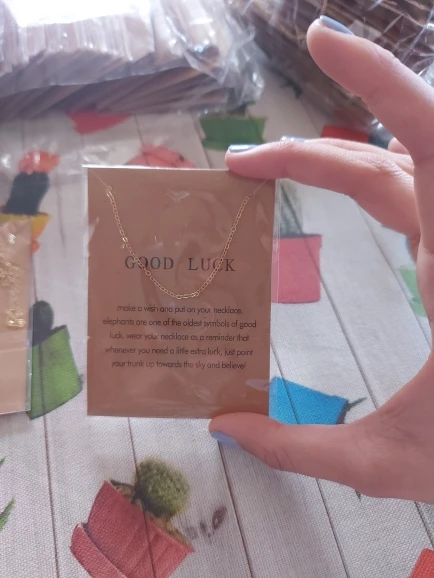 GOOD LUCK
make a wish and put on your necklace.
elephants are one of the oldest symbols of good
luck, wear your necklace as a reminder that
whenever you need a little extra luck, just point
your trunk up towards the sky and believe!